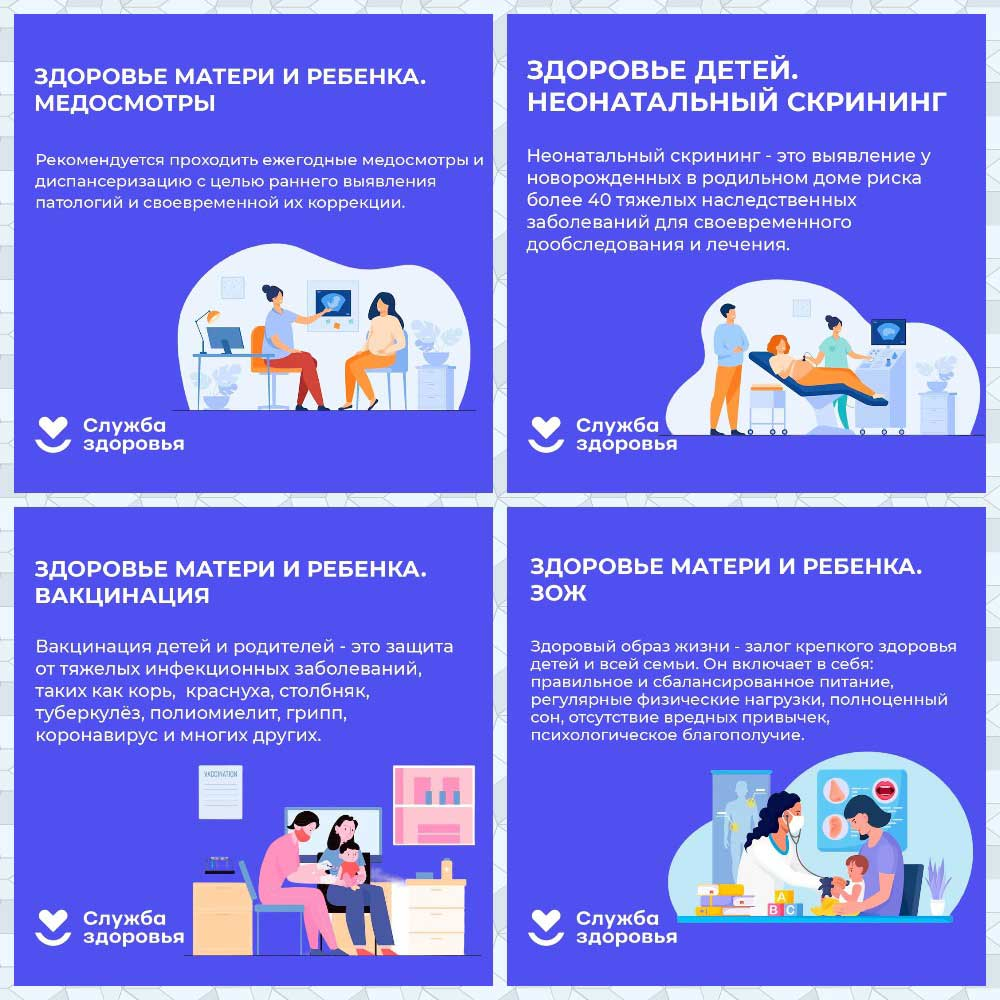 ЗДОРОВЬЕ МАТЕРИ И РЕБЕНКА.
МЕДОСМОТРЫ
Рекомендуется проходить ежегодные медосмотры и
диспансеризацию с целью раннего выявления
патологий и своевременной их коррекции.
Служба
здоровья
ЗДОРОВЬЕ ДЕТЕЙ.
НЕОНАТАЛЬНЫЙ СКРИНИНГ
Неонатальный скрининг - это выявление у
новорожденных в родильном доме риска
более 40 тяжелых наследственных
заболеваний для своевременного
дообследования и лечения.
Служба
здоровья
ЗДОРОВЬЕ МАТЕРИ И РЕБЕНКА.
ВАКЦИНАЦИЯ
Вакцинация детей и родителей - это защита
от тяжелых инфекционных заболеваний,
таких как корь, краснуха, столбняк,
туберкулёз, полиомиелит, грипп,
коронавирус и многих других.
VACCINATION
Служба
здоровья
ЗДОРОВЬЕ МАТЕРИ И РЕБЕНКА.
ЗОЖ
Здоровый образ жизни - залог крепкого здоровья
детей и всей семьи. Он включает в себя:
правильное и сбалансированное питание,
регулярные физические нагрузки, полноценный
сон, отсутствие вредных привычек,
психологическое благополучие.
A
B C
Служба
здоровья